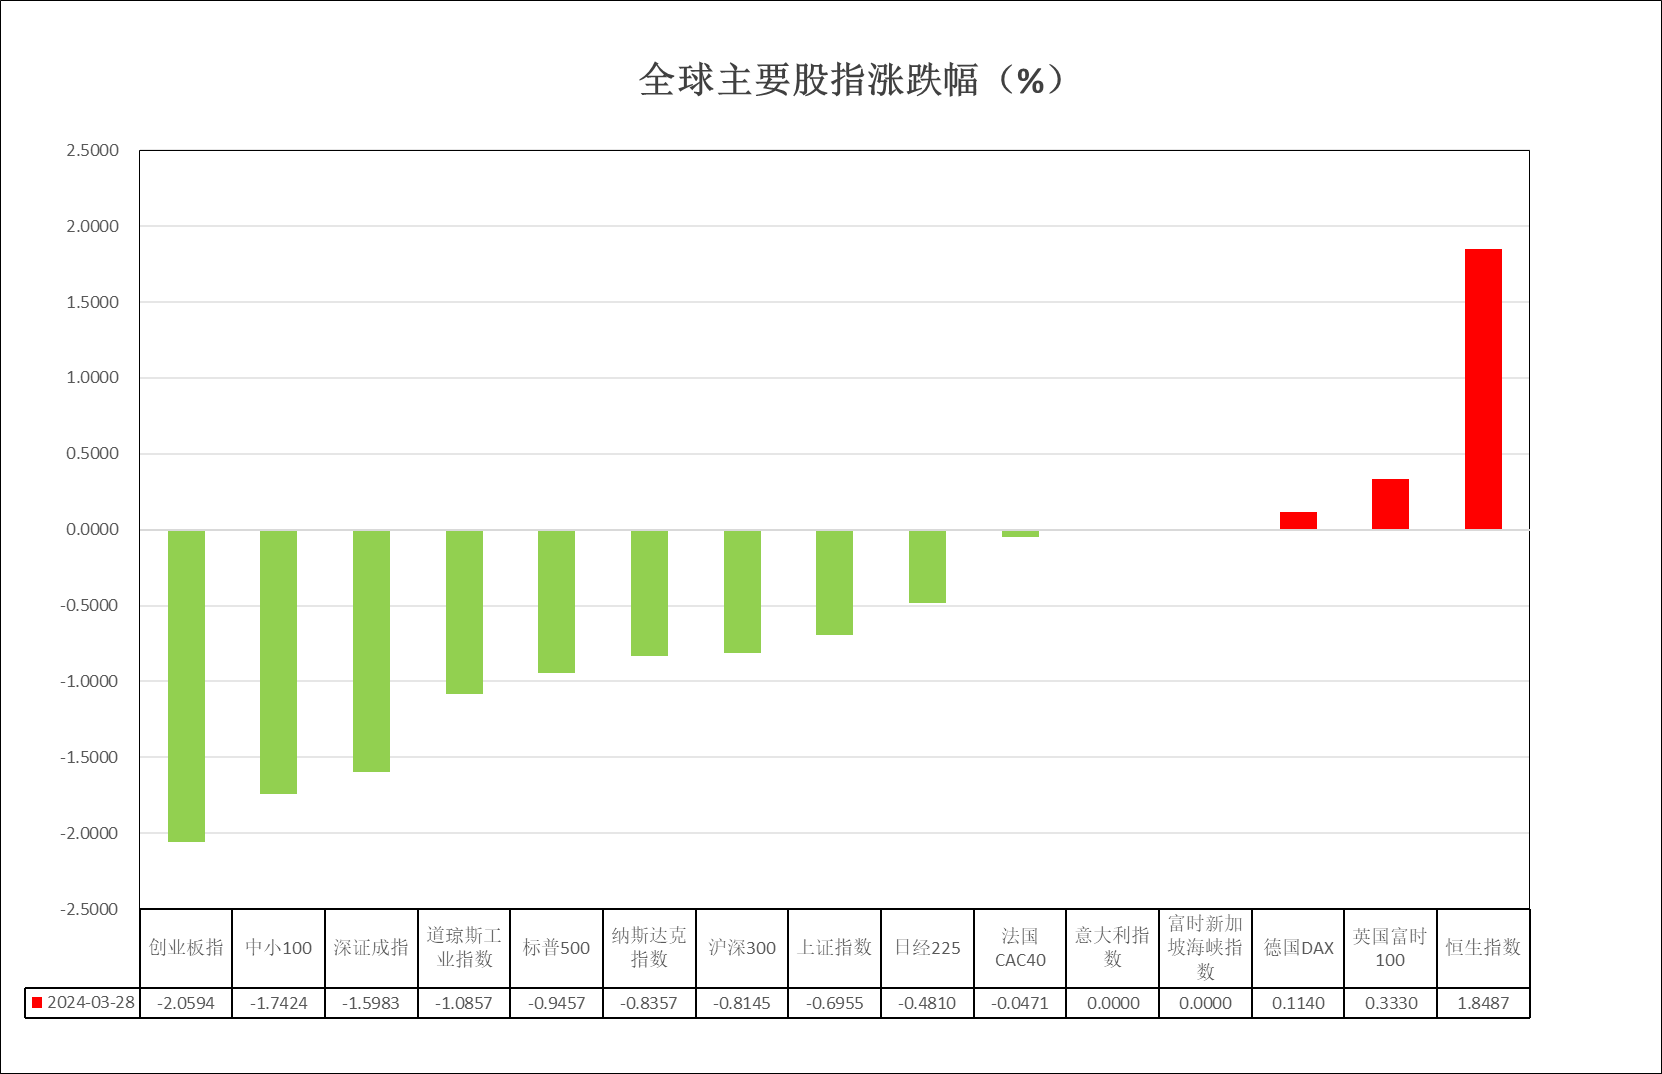 全球主要股指涨跌幅（%）
2.5000
2.0000
1.5000
1.0000
0.5000
0.0000
-0.5000
-1.0000
-1.5000
-2.0000
-2.5000
创业板指
中小100
深证成指
道琼斯工
业指数
标普500
纳斯达克
指数
沪深300
上证指数
日经225
法国
CAC40
意大利指
数
富时新加
坡海峡指
数
德国DAX
英国富时
100
恒生指数
2024-03-28 -2.0594 -1.7424 -1.5983 -1.0857 -0.9457 -0.8357 -0.8145 -0.6955 -0.4810 -0.0471 0.0000 0.0000 0.1140 0.3330 1.8487